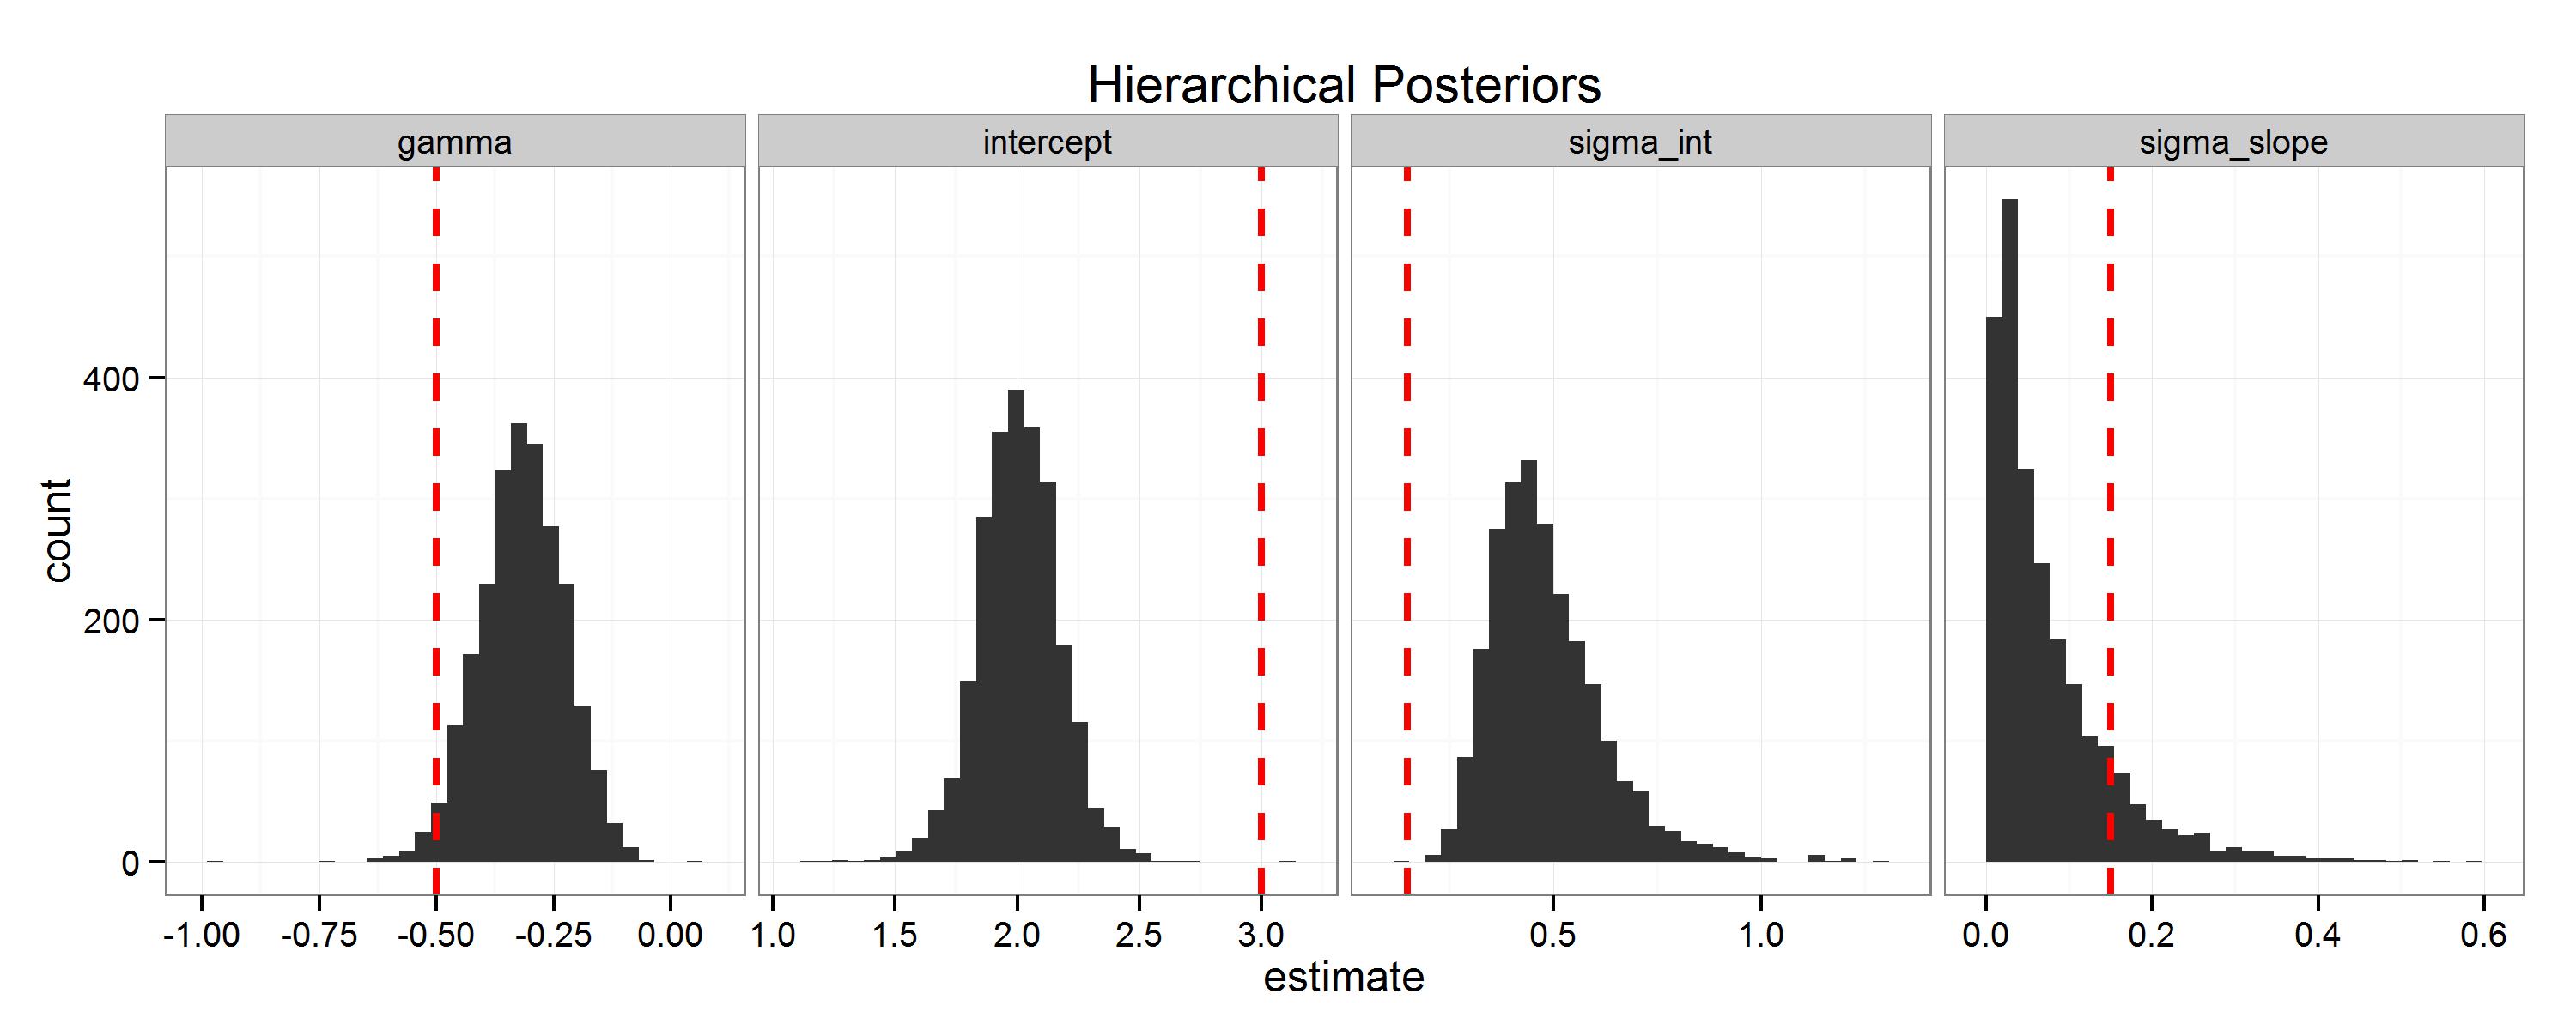 Hierarchical Posteriors
gamma intercept sigma_int sigma_slope
count
400
200
0
-1.00 -0.75 -0.50 -0.25 0.00 1.0 1.5 2.0 2.5 3.0 0.5 1.0 0.0 0.2 0.4 0.6
estimate